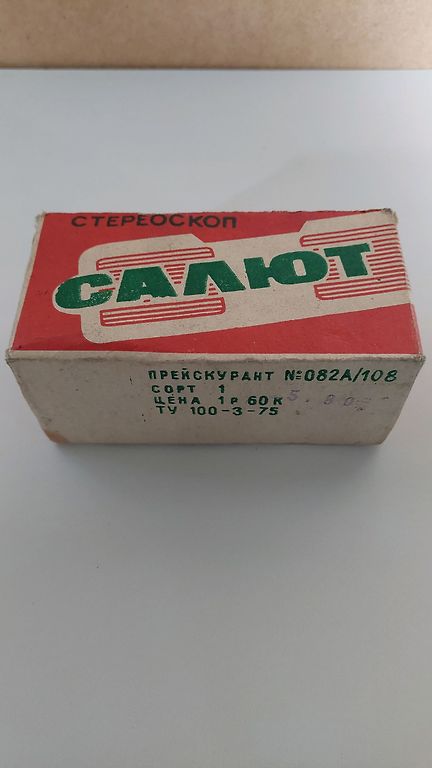 СТЕРЕОСКОП
САЛЮТ
ПРЕЙСКУРАНТ №082А/108
СОРТ 1
ЦЕНА 1р 60к
ТУ 100-3-75